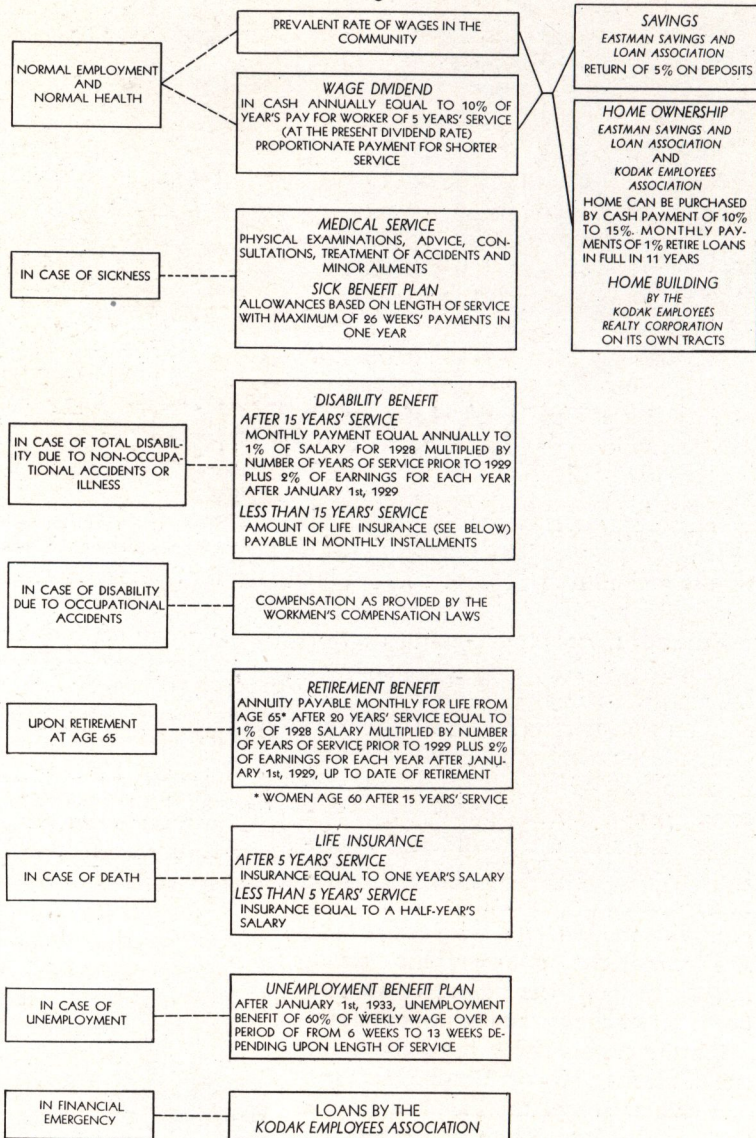 NORMAL EMPLOYMENT
AND
NORMAL HEALTH
PREVALENT RATE OF WAGES IN THE
COMMUNITY
WAGE DIVIDEND
IN CASH ANNUALLY EQUAL TO 10% OF
YEAR'S PAY FOR WORKER OF 5 YEARS' SERVICE
(AT THE PRESENT DIVIDEND RATE)
PROPORTIONATE PAYMENT FOR SHORTER
SERVICE
SAVINGS
EASTMAN SAVINGS AND
LOAN ASSOCIATION
RETURN OF 5% ON DEPOSITS
HOME OWNERSHIP
EASTMAN SAVINGS AND
LOAN ASSOCIATION
AND
KODAK EMPLOYEES
ASSOCIATION
HOME CAN BE PURCHASED
BY CASH PAYMENT OF 10%
TO 15%. MONTHLY PAY-
MENTS OF 1% RETIRE LOANS
IN FULL IN 11 YEARS
HOME BUILDING
BY THE
KODAK EMPLOYEES
REALTY CORPORATION
ON ITS OWN TRACTS
IN CASE OF SICKNESS
MEDICAL SERVICE
PHYSICAL EXAMINATIONS, ADVICE, CON-
SULTATIONS, TREATMENT OF ACCIDENTS AND
MINOR AILMENTS
SICK BENEFIT PLAN
ALLOWANCES BASED ON LENGTH OF SERVICE
WITH MAXIMUM OF 26 WEEKS' PAYMENTS IN
ONE YEAR
IN CASE OF TOTAL DISABIL-
ITY DUE TO NON-OCCUPA-
TIONAL ACCIDENTS OR
ILLNESS
DISABILITY BENEFIT
AFTER 15 YEARS' SERVICE
MONTHLY PAYMENT EQUAL ANNUALLY TO
1% OF SALARY FOR 1928 MULTIPLIED BY
NUMBER OF YEARS OF SERVICE PRIOR TO 1929
PLUS 2% OF EARNINGS FOR EACH YEAR
AFTER JANUARY 1st, 1929
LESS THAN 15 YEARS' SERVICE
AMOUNT OF LIFE INSURANCE (SEE BELOW)
PAYABLE IN MONTHLY INSTALLMENTS
IN CASE OF DISABILITY
DUE TO OCCUPATIONAL
ACCIDENTS
COMPENSATION AS PROVIDED BY THE
WORKMEN'S COMPENSATION LAWS
UPON RETIREMENT
AT AGE 65
RETIREMENT BENEFIT
ANNUITY PAYABLE MONTHLY FOR LIFE FROM
AGE 65* AFTER 20 YEARS' SERVICE EQUAL TO
1% OF 1928 SALARY MULTIPLIED BY NUMBER
OF YEARS OF SERVICE PRIOR TO 1929 PLUS 2%
OF EARNINGS FOR EACH YEAR AFTER JANU-
ARY 1st, 1929, UP TO DATE OF RETIREMENT
* WOMEN AGE 60 AFTER 15 YEARS' SERVICE
IN CASE OF DEATH
LIFE INSURANCE
AFTER 5 YEARS' SERVICE
INSURANCE EQUAL TO ONE YEAR'S SALARY
LESS THAN 5 YEARS' SERVICE
INSURANCE EQUAL TO A HALF-YEAR'S
SALARY
IN CASE OF
UNEMPLOYMENT
UNEMPLOYMENT BENEFIT PLAN
AFTER JANUARY 1st, 1933, UNEMPLOYMENT
BENEFIT OF 60% OF WEEKLY WAGE OVER A
PERIOD OF FROM 6 WEEKS TO 13 WEEKS DE-
PENDING UPON LENGTH OF SERVICE
IN FINANCIAL
EMERGENCY
LOANS BY THE
KODAK EMPLOYEES ASSOCIATION